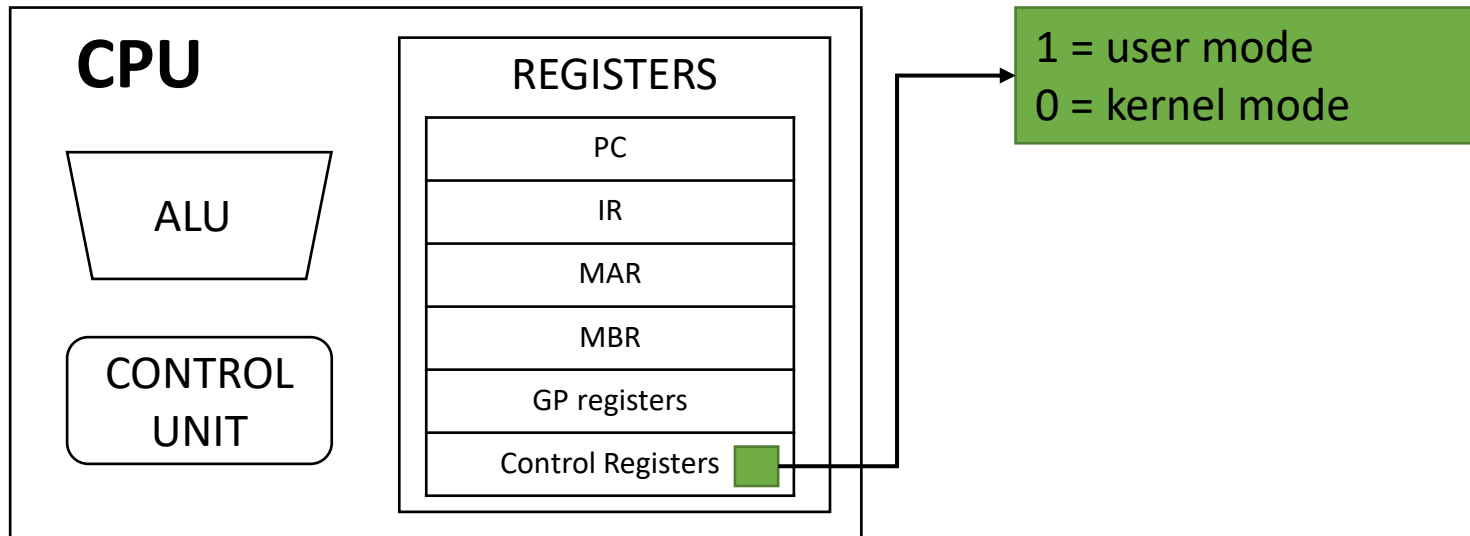 CPU
ALU
CONTROL
UNIT
REGISTERS
PC
IR
MAR
MBR
GP registers
Control Registers
1 = user mode
0 = kernel mode